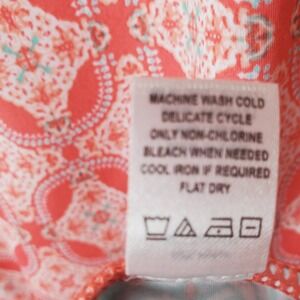 MACHINE WASH COLD
DELICATE CYCLE
ONLY NON-CHLORINE
BLEACH WHEN NEEDED
COOL IRON IF REQUIRED
FLAT DRY